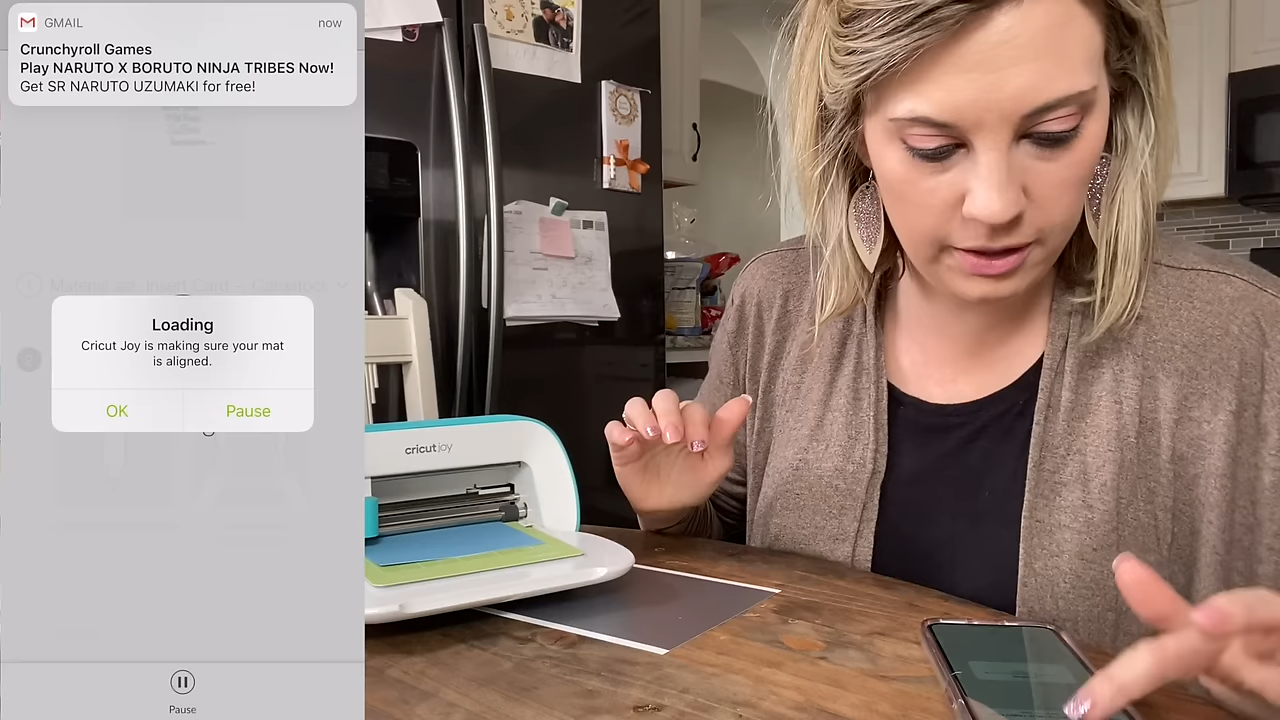 GMAIL
now
Crunchyroll Games
Play NARUTO X BORUTO NINJA TRIBES Now!
Get SR NARUTO UZUMAKI for free!
Loading
Cricut Joy is making sure your mat
is aligned.
OK
Pause
Pause
cricut joy